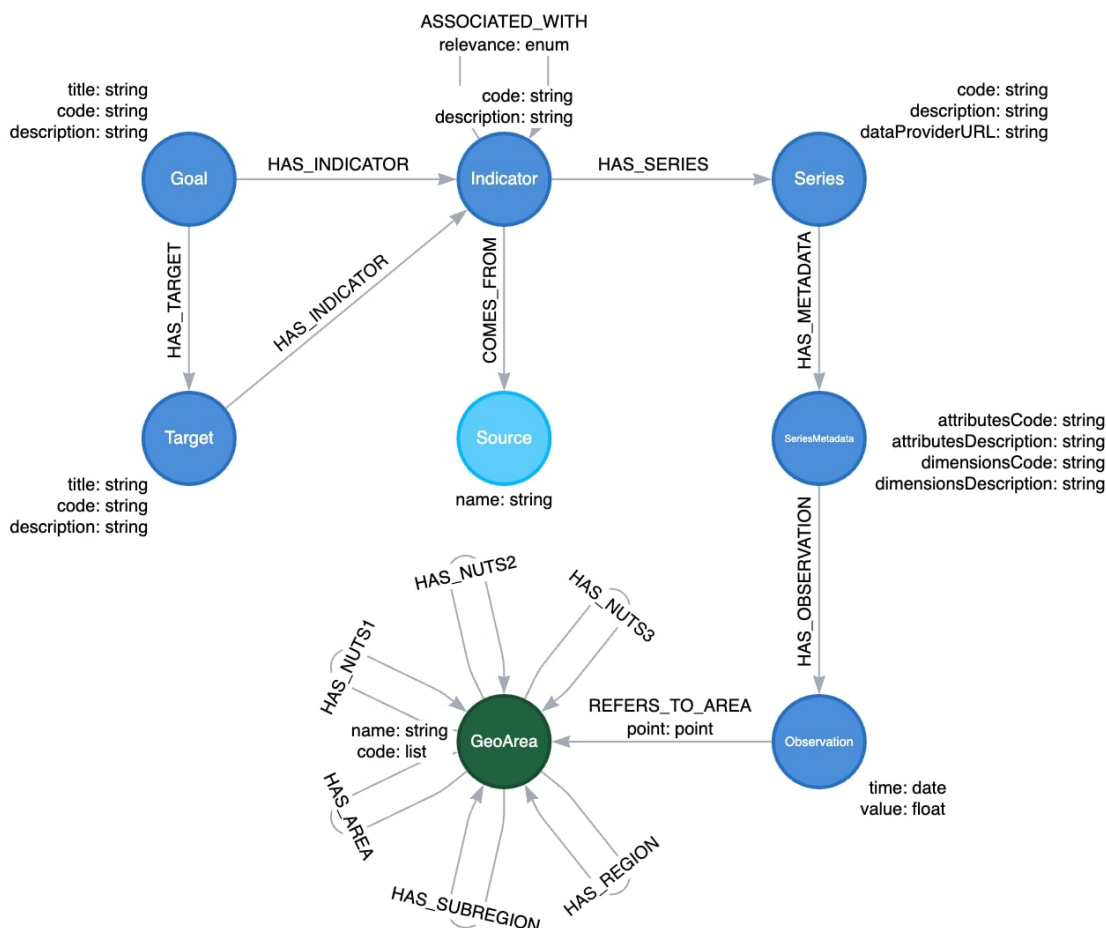 ASSOCIATED_WITH
relevance: enum
title: string
code: string
description: string
code: string
description: string
code: string
description: string
dataProviderURL: string
Goal
HAS_INDICATOR
Indicator
HAS_SERIES
Series
HAS_TARGET
HAS_INDICATOR
COMES_FROM
HAS_METADATA
Target
title: string
code: string
description: string
Source
name: string
SeriesMetadata
attributesCode: string
attributesDescription: string
dimensionsCode: string
dimensionsDescription: string
HAS_OBSERVATION
HAS_NUTS2
HAS_NUTS3
HAS_NUTS1
name: string
code: list
GeoArea
REFERS_TO_AREA
point: point
Observation
time: date
value: float
HAS_AREA
HAS_SUBREGION
HAS_REGION